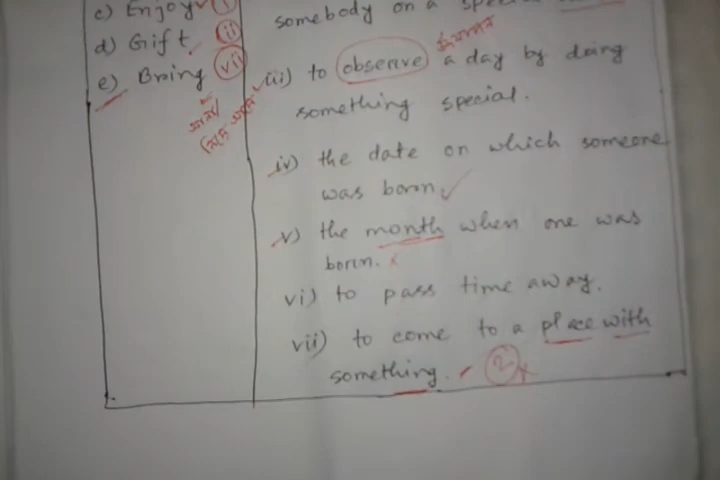 c) Enjoy (i)
d) Gift (ii)
e) Bring (vii)
somebody on a
iii) to observe a day by doing
something special.
iv) the date on which someone
was born
v) the month when one was
born.
vi) to pass time away.
vii) to come to a place with
something.